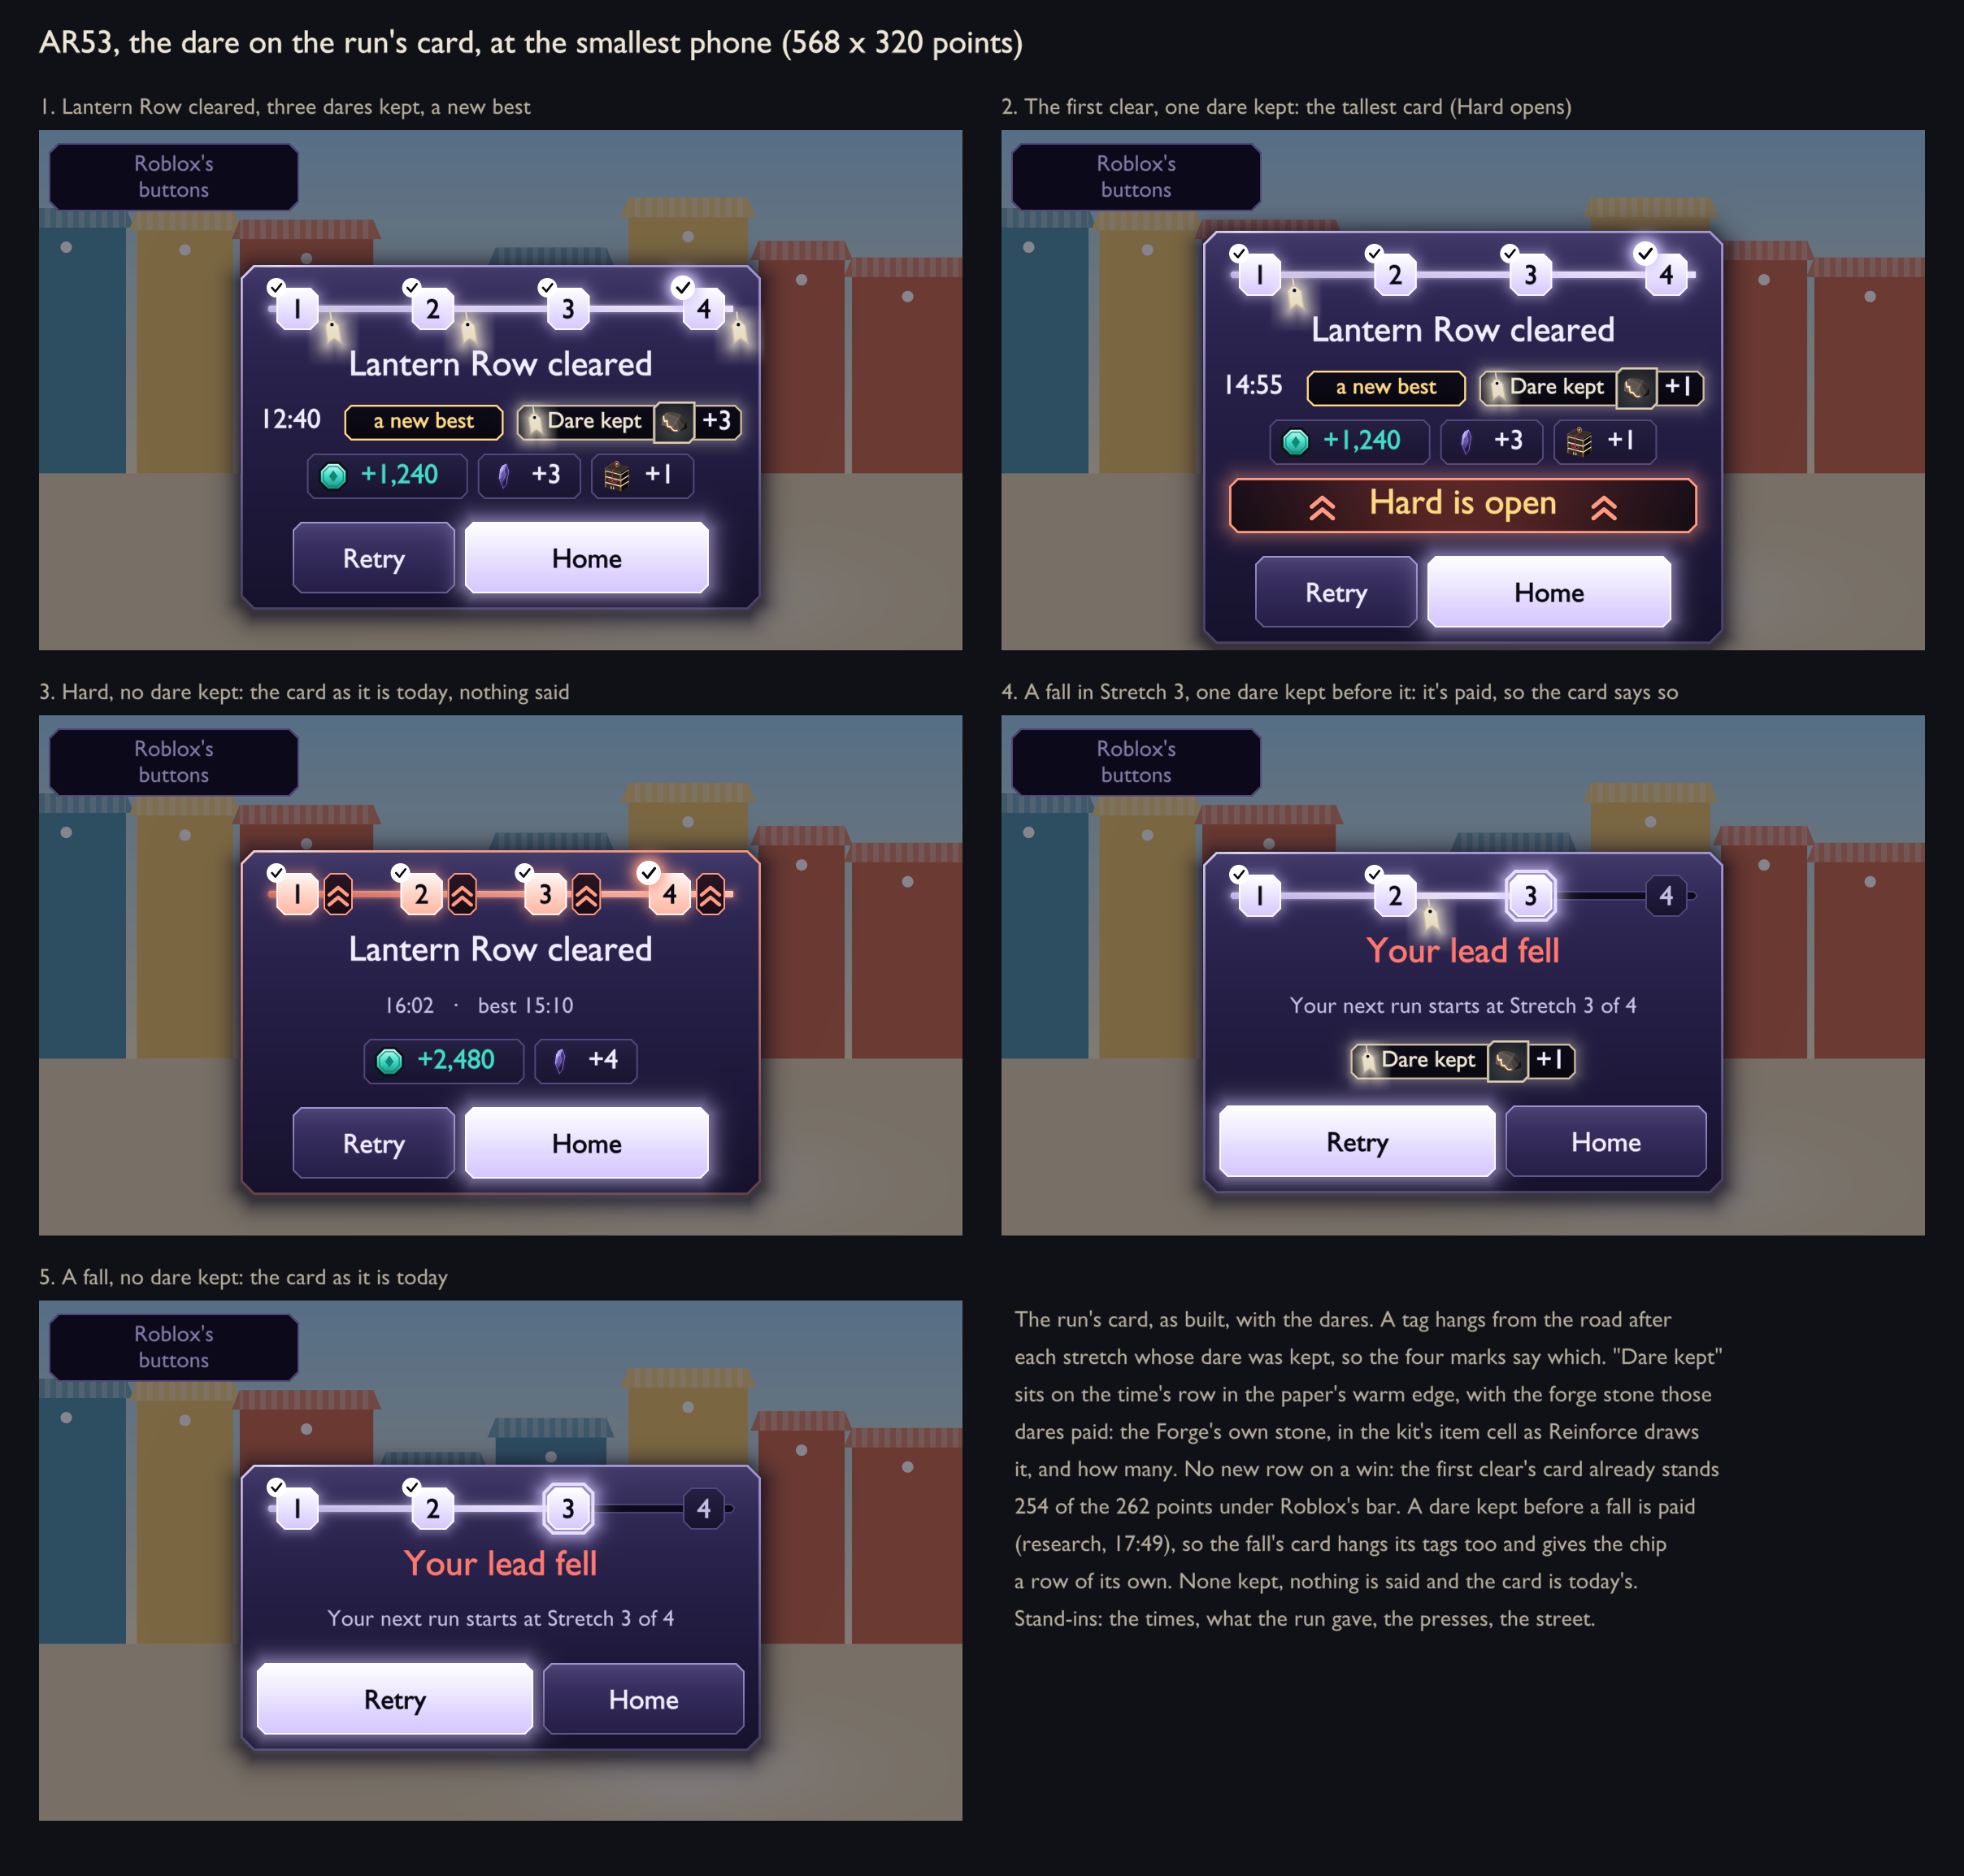 AR53, the dare on the run's card, at the smallest phone (568 x 320 points)
1. Lantern Row cleared, three dares kept, a new best
Roblox's
buttons
1 2 3 4
Lantern Row cleared
12:40 a new best Dare kept +3
+1,240 +3 +1
Retry Home
2. The first clear, one dare kept: the tallest card (Hard opens)
Roblox's
buttons
1 2 3 4
Lantern Row cleared
14:55 a new best Dare kept +1
+1,240 +3 +1
Hard is open
Retry Home
3. Hard, no dare kept: the card as it is today, nothing said
Roblox's
buttons
1 2 3 4
Lantern Row cleared
16:02 · best 15:10
+2,480 +4
Retry Home
4. A fall in Stretch 3, one dare kept before it: it's paid, so the card says so
Roblox's
buttons
1 2 3 4
Your lead fell
Your next run starts at Stretch 3 of 4
Dare kept +1
Retry Home
5. A fall, no dare kept: the card as it is today
Roblox's
buttons
1 2 3 4
Your lead fell
Your next run starts at Stretch 3 of 4
Retry Home
The run's card, as built, with the dares. A tag hangs from the road after
each stretch whose dare was kept, so the four marks say which. "Dare kept"
sits on the time's row in the paper's warm edge, with the forge stone those
dares paid: the Forge's own stone, in the kit's item cell as Reinforce draws
it, and how many. No new row on a win: the first clear's card already stands
254 of the 262 points under Roblox's bar. A dare kept before a fall is paid
(research, 17:49), so the fall's card hangs its tags too and gives the chip
a row of its own. None kept, nothing is said and the card is today's.
Stand-ins: the times, what the run gave, the presses, the street.